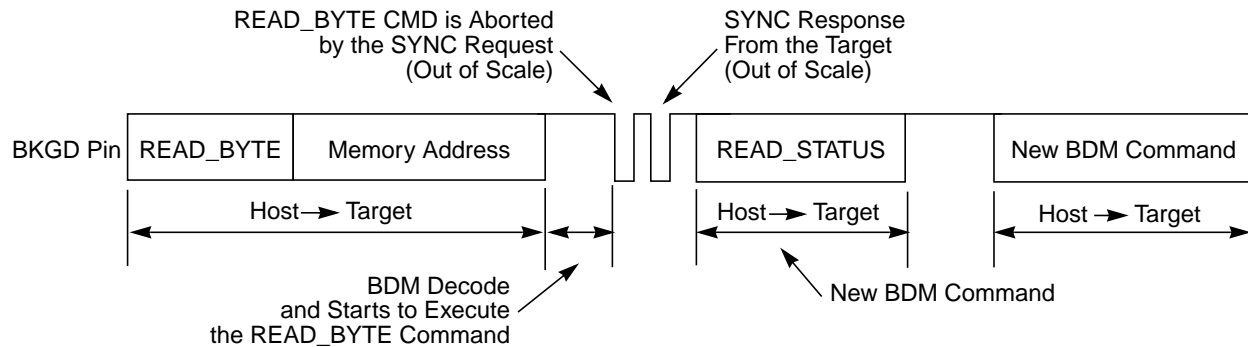 READ_BYTE CMD is Aborted
by the SYNC Request
(Out of Scale)
SYNC Response
From the Target
(Out of Scale)
BKGD Pin
READ_BYTE
Memory Address
READ_STATUS
New BDM Command
Host → Target
Host → Target
Host → Target
BDM Decode
and Starts to Execute
the READ_BYTE Command
New BDM Command